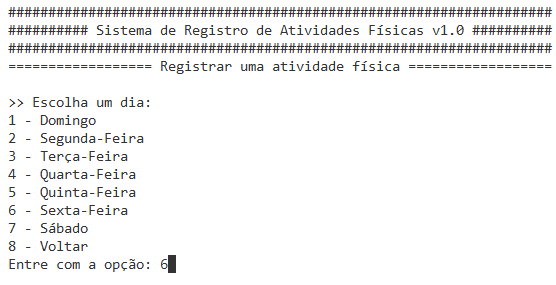 ####################################################################
########## Sistema de Registro de Atividades Físicas v1.0 ##########
####################################################################
================== Registrar uma atividade física ==================
>> Escolha um dia:
1 - Domingo
2 - Segunda-Feira
3 - Terça-Feira
4 - Quarta-Feira
5 - Quinta-Feira
6 - Sexta-Feira
7 - Sábado
8 - Voltar
Entre com a opção: 6